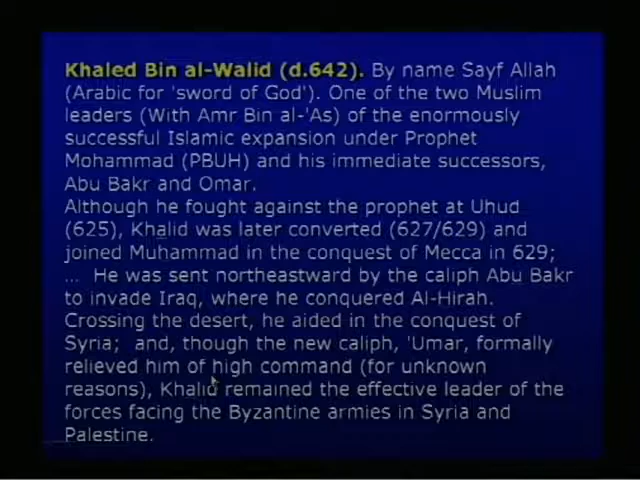 Khaled Bin al-Walid (d.642). By name Sayf Allah
(Arabic for 'sword of God'). One of the two Muslim
leaders (With Amr Bin al-'As) of the enormously
successful Islamic expansion under Prophet
Mohammad (PBUH) and his immediate successors,
Abu Bakr and Omar.
Although he fought against the prophet at Uhud
(625), Khalid was later converted (627/629) and
joined Muhammad in the conquest of Mecca in 629;
... He was sent northeastward by the caliph Abu Bakr
to invade Iraq, where he conquered Al-Hirah.
Crossing the desert, he aided in the conquest of
Syria; and, though the new caliph, 'Umar, formally
relieved him of high command (for unknown
reasons), Khalid remained the effective leader of the
forces facing the Byzantine armies in Syria and
Palestine.